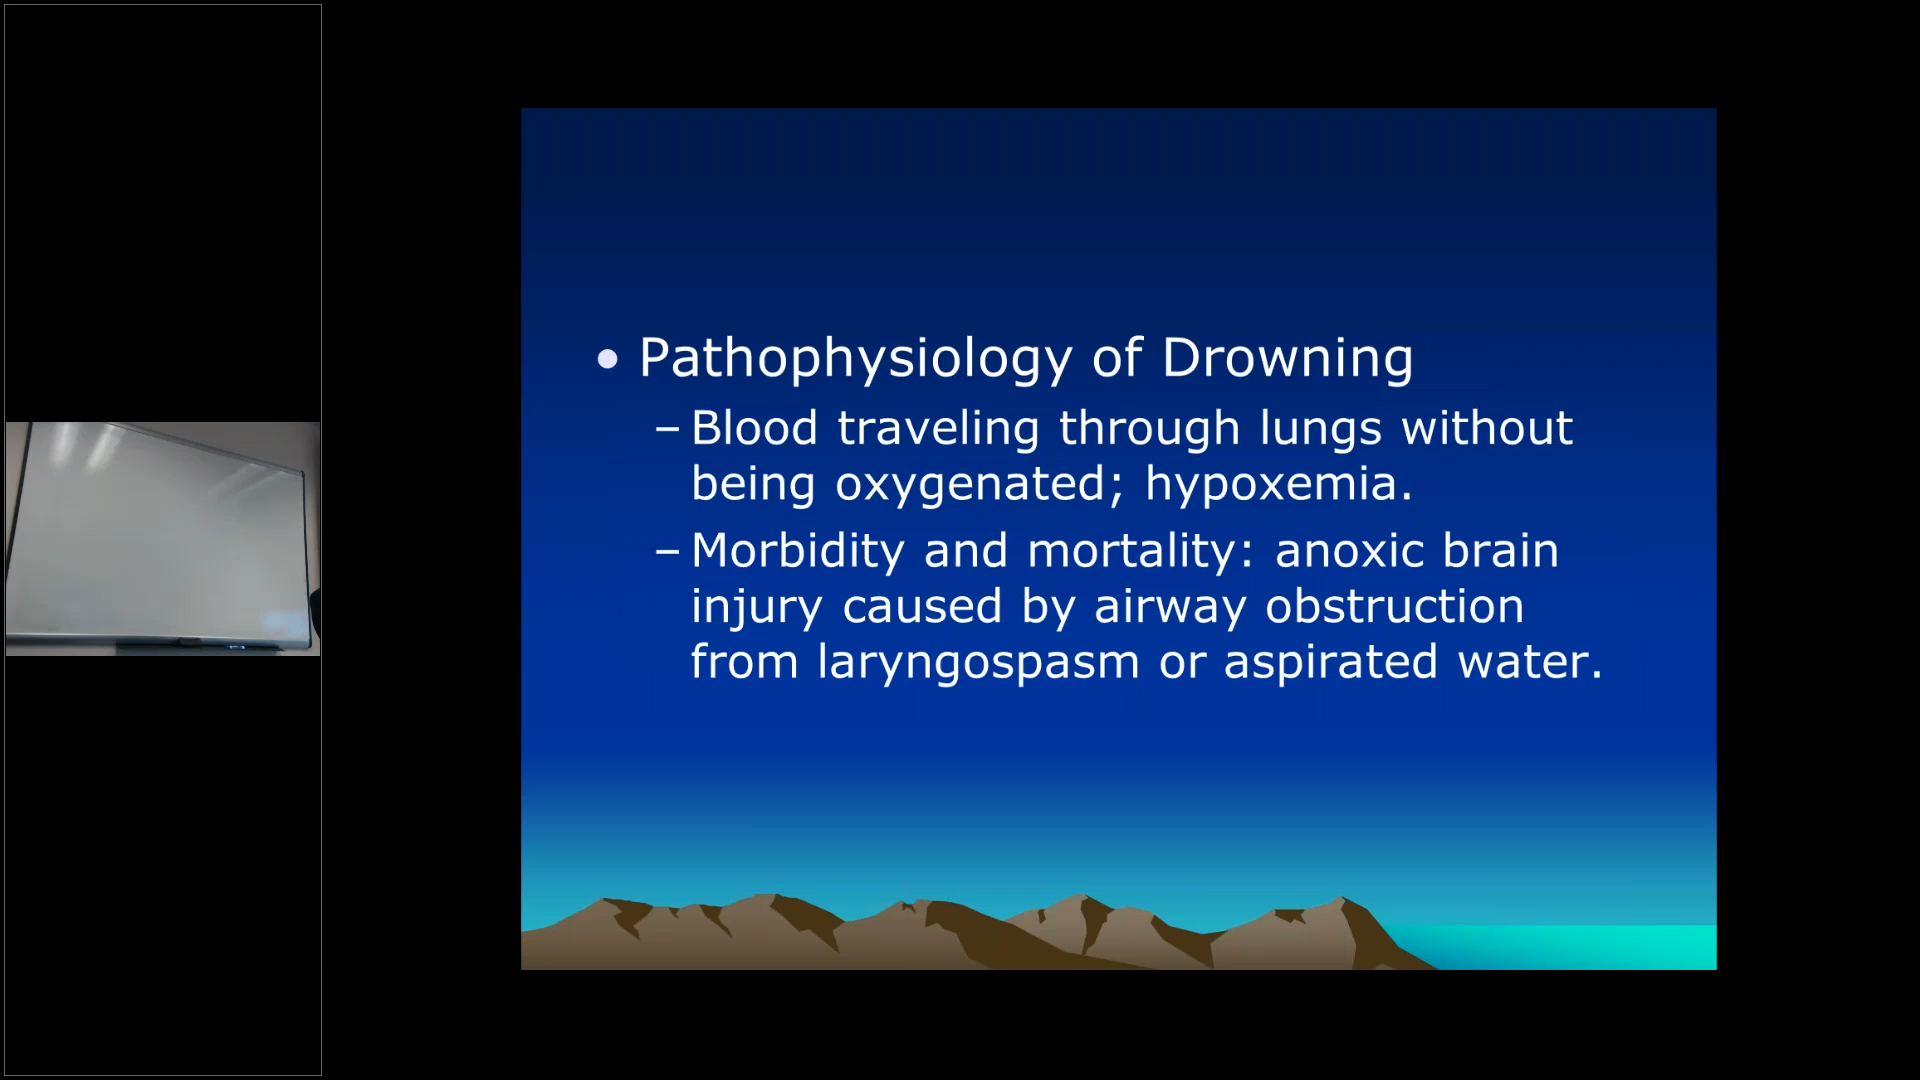 • Pathophysiology of Drowning
– Blood traveling through lungs without
being oxygenated; hypoxemia.
– Morbidity and mortality: anoxic brain
injury caused by airway obstruction
from laryngospasm or aspirated water.